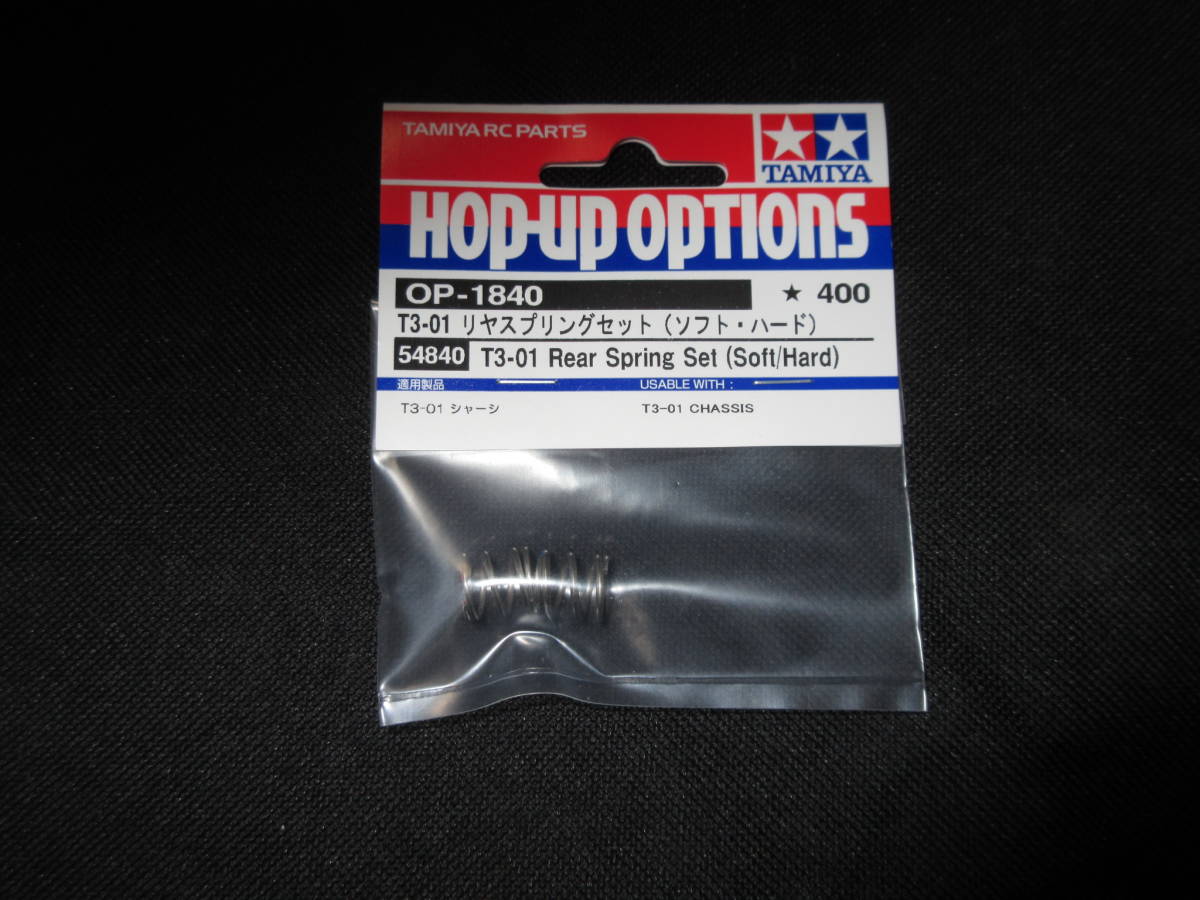 TAMIYA RC PARTS
TAMIYA
HOP-UP OPTIONS
OP-1840 ★ 400
T3-01 リヤスプリングセット (ソフト・ハード)
54840 T3-01 Rear Spring Set (Soft/Hard)
適用製品 USABLE WITH :
T3-01 シャーシ T3-01 CHASSIS